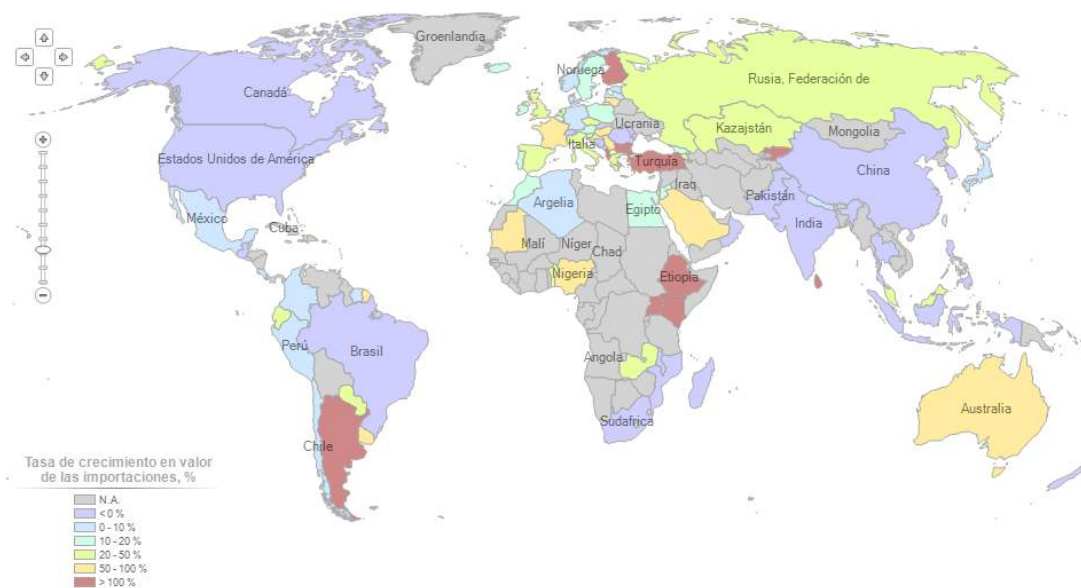 Groenlandia
Noruega
Rusia, Federación de
Canadá
Ucrania
Kazajstán
Mongolia
Italia
Estados Unidos de América
Turquía
China
Iraq
Pakistán
México
Argelia
Egipto
India
Cuba
Malí
Níger
Chad
Nigeria
Etiopía
Perú
Brasil
Angola
Australia
Sudafrica
Chile
Tasa de crecimiento en valor
de las importaciones, %
N.A.
< 0 %
0 - 10 %
10 - 20 %
20 - 50 %
50 - 100 %
> 100 %